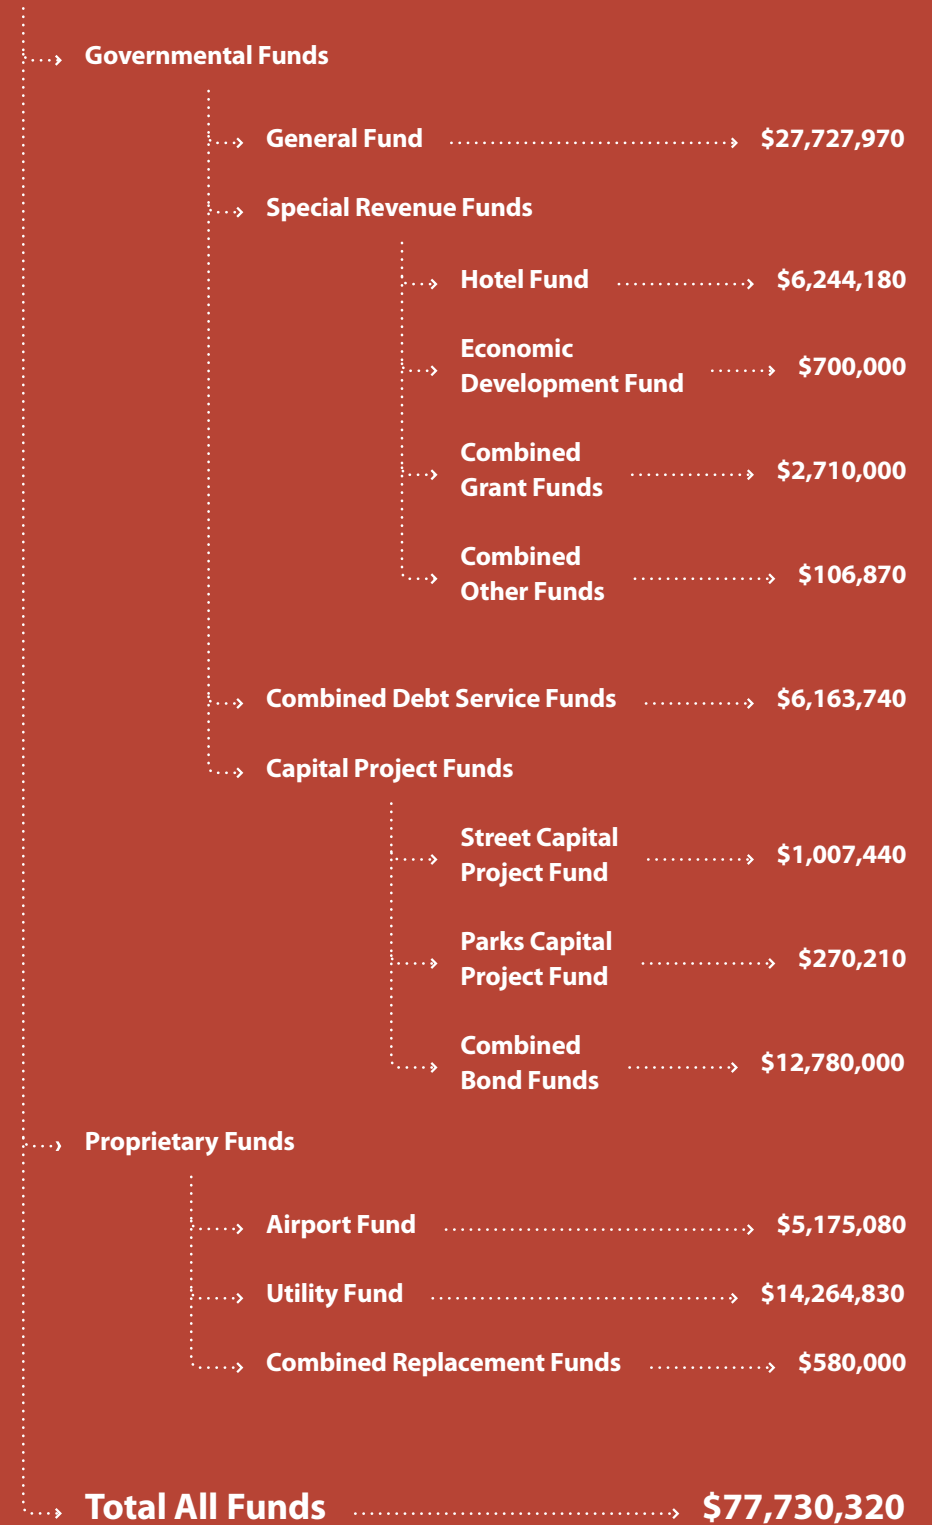 Governmental Funds
General Fund $27,727,970
Special Revenue Funds
Hotel Fund $6,244,180
Economic
Development Fund $700,000
Combined
Grant Funds $2,710,000
Combined
Other Funds $106,870
Combined Debt Service Funds $6,163,740
Capital Project Funds
Street Capital
Project Fund $1,007,440
Parks Capital
Project Fund $270,210
Combined
Bond Funds $12,780,000
Proprietary Funds
Airport Fund $5,175,080
Utility Fund $14,264,830
Combined Replacement Funds $580,000
Total All Funds $77,730,320